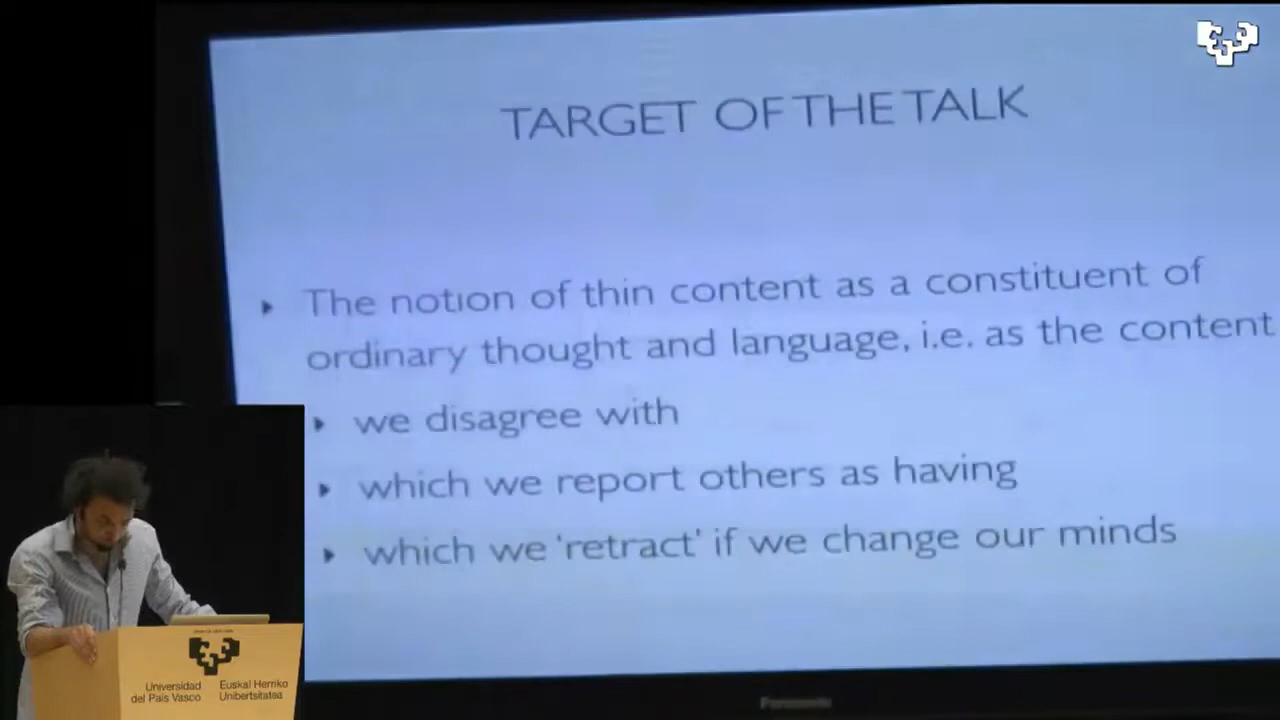 TARGET OF THE TALK
The notion of thin content as a constituent of
ordinary thought and language, i.e. as the content
we disagree with
which we report others as having
which we 'retract' if we change our minds
Panasonic
Universidad
del País Vasco
Euskal Herriko
Unibertsitatea